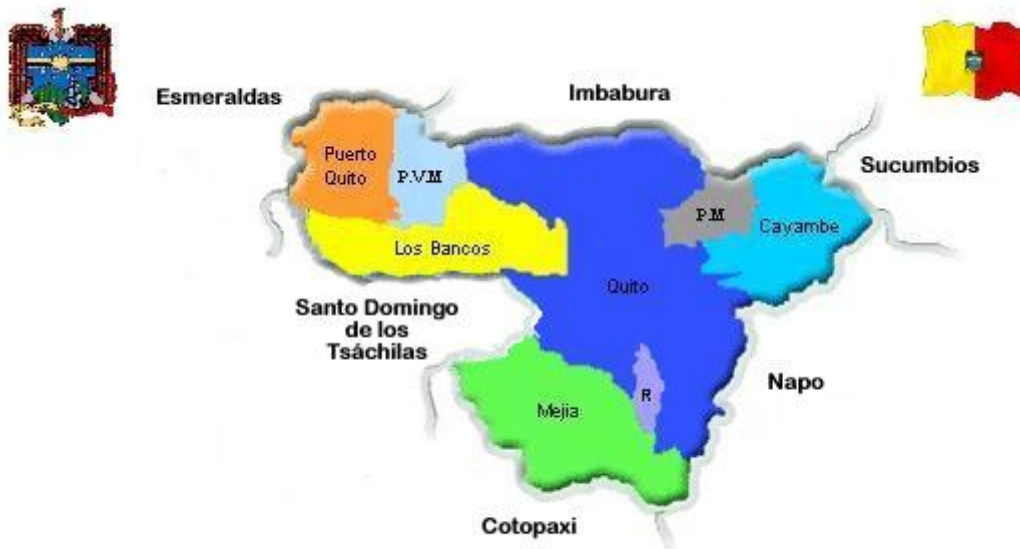 Esmeraldas
Imbabura
Sucumbios
Puerto
Quito
P.V.M
P.M
Cayambe
Los Bancos
Quito
Santo Domingo
de los
Tsáchilas
Napo
R
Mejia
Cotopaxi